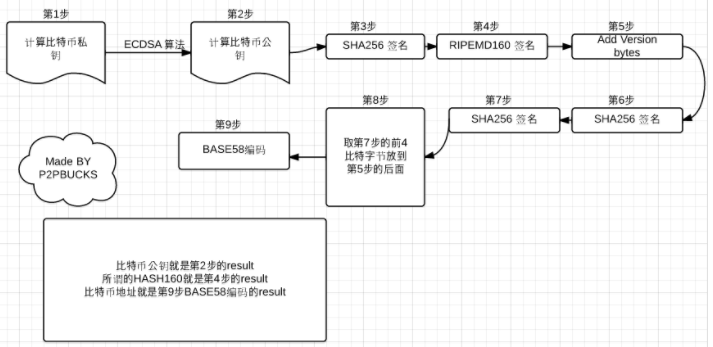 第1步
计算比特币私
钥
ECDSA 算法
第2步
计算比特币公
钥
第3步
SHA256 签名
第4步
RIPEMD160 签名
第5步
Add Version
bytes
第6步
SHA256 签名
第7步
SHA256 签名
第8步
取第7步的前4
比特字节放到
第5步的后面
第9步
BASE58编码
Made BY
P2PBUCKS
比特币公钥就是第2步的result
所谓的HASH160就是第4步的result
比特币地址就是第9步BASE58编码的result